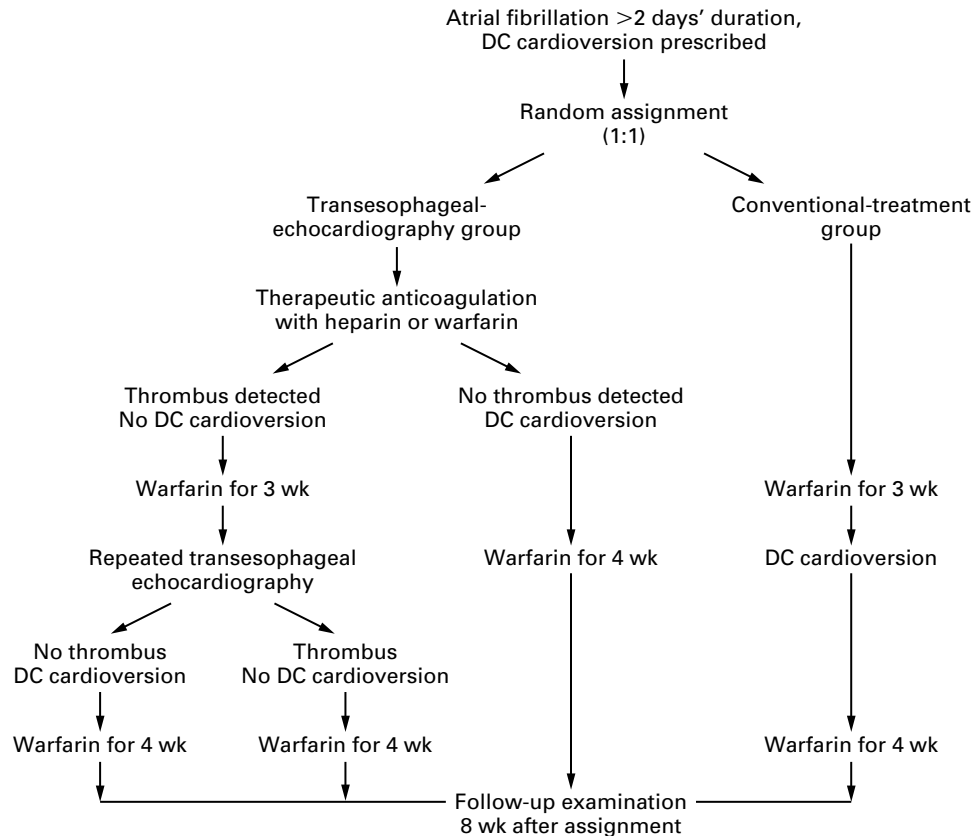 Atrial fibrillation >2 days’ duration,
DC cardioversion prescribed
Random assignment
(1:1)
Transesophageal-
echocardiography group
Conventional-treatment
group
Therapeutic anticoagulation
with heparin or warfarin
Thrombus detected
No DC cardioversion
No thrombus detected
DC cardioversion
Warfarin for 3 wk
Warfarin for 3 wk
Repeated transesophageal
echocardiography
Warfarin for 4 wk
DC cardioversion
No thrombus
DC cardioversion
Thrombus
No DC cardioversion
Warfarin for 4 wk
Warfarin for 4 wk
Warfarin for 4 wk
Follow-up examination
8 wk after assignment